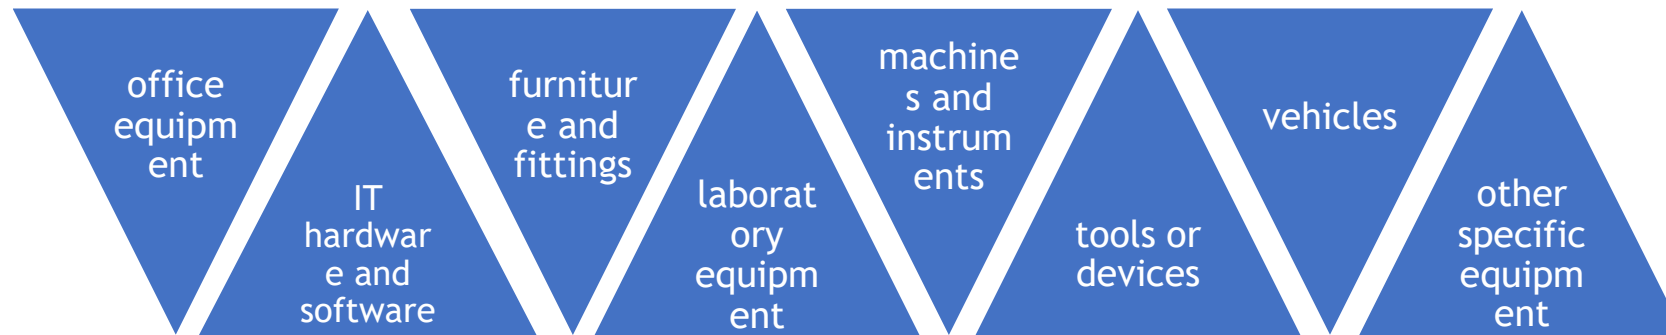 office
equipm
ent
IT
hardwar
e and
software
furnitur
e and
fittings
laborat
ory
equipm
ent
machine
s and
instrum
ents
tools or
devices
vehicles
other
specific
equipm
ent